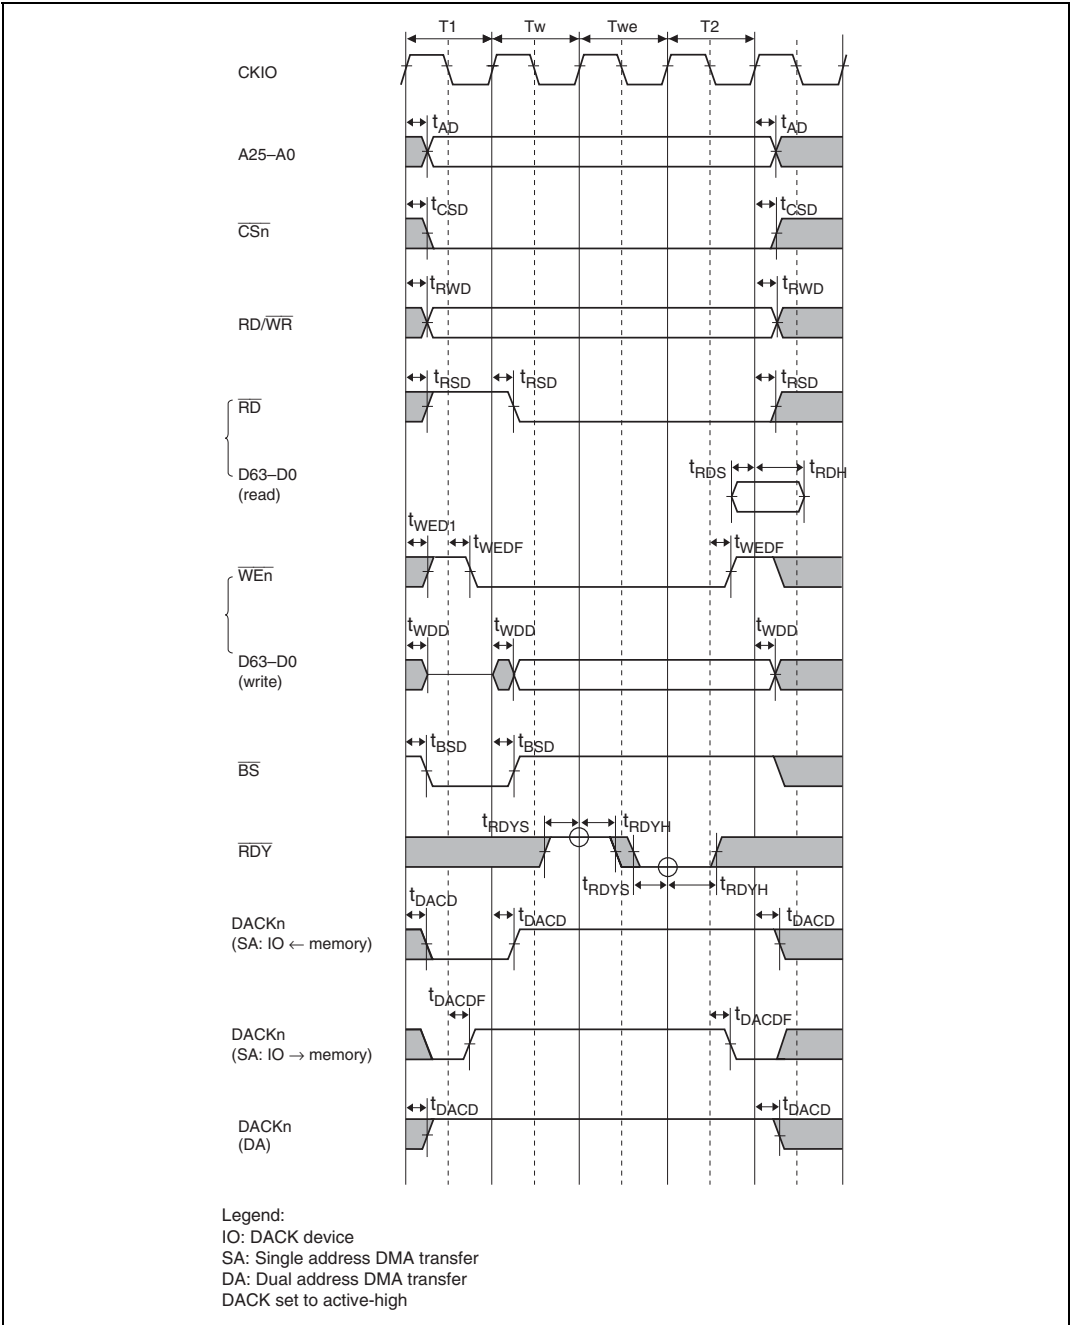 T1 Tw Twe T2
CKIO
tAD tAD
A25–A0
tCSD tCSD
CSn
tRWD tRWD
RD/WR
tRSD tRSD tRSD
RD
tRDS tRDH
D63–D0
(read)
tWED1
tWEDF tWEDF
WEn
tWDD tWDD tWDD
D63–D0
(write)
tBSD tBSD
BS
tRDYS tRDYH
RDY
tRDYS tRDYH
tDACD tDACD tDACD
DACKn
(SA: IO ← memory)
tDACDF tDACDF
DACKn
(SA: IO → memory)
tDACD tDACD
DACKn
(DA)
Legend:
IO: DACK device
SA: Single address DMA transfer
DA: Dual address DMA transfer
DACK set to active-high